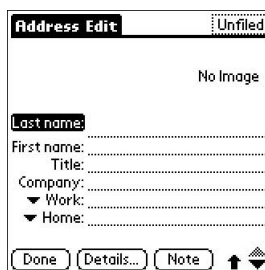 Address Edit Unfiled
No Image
Last name:
First name:
Title:
Company:
Work:
Home:
Done Details... Note